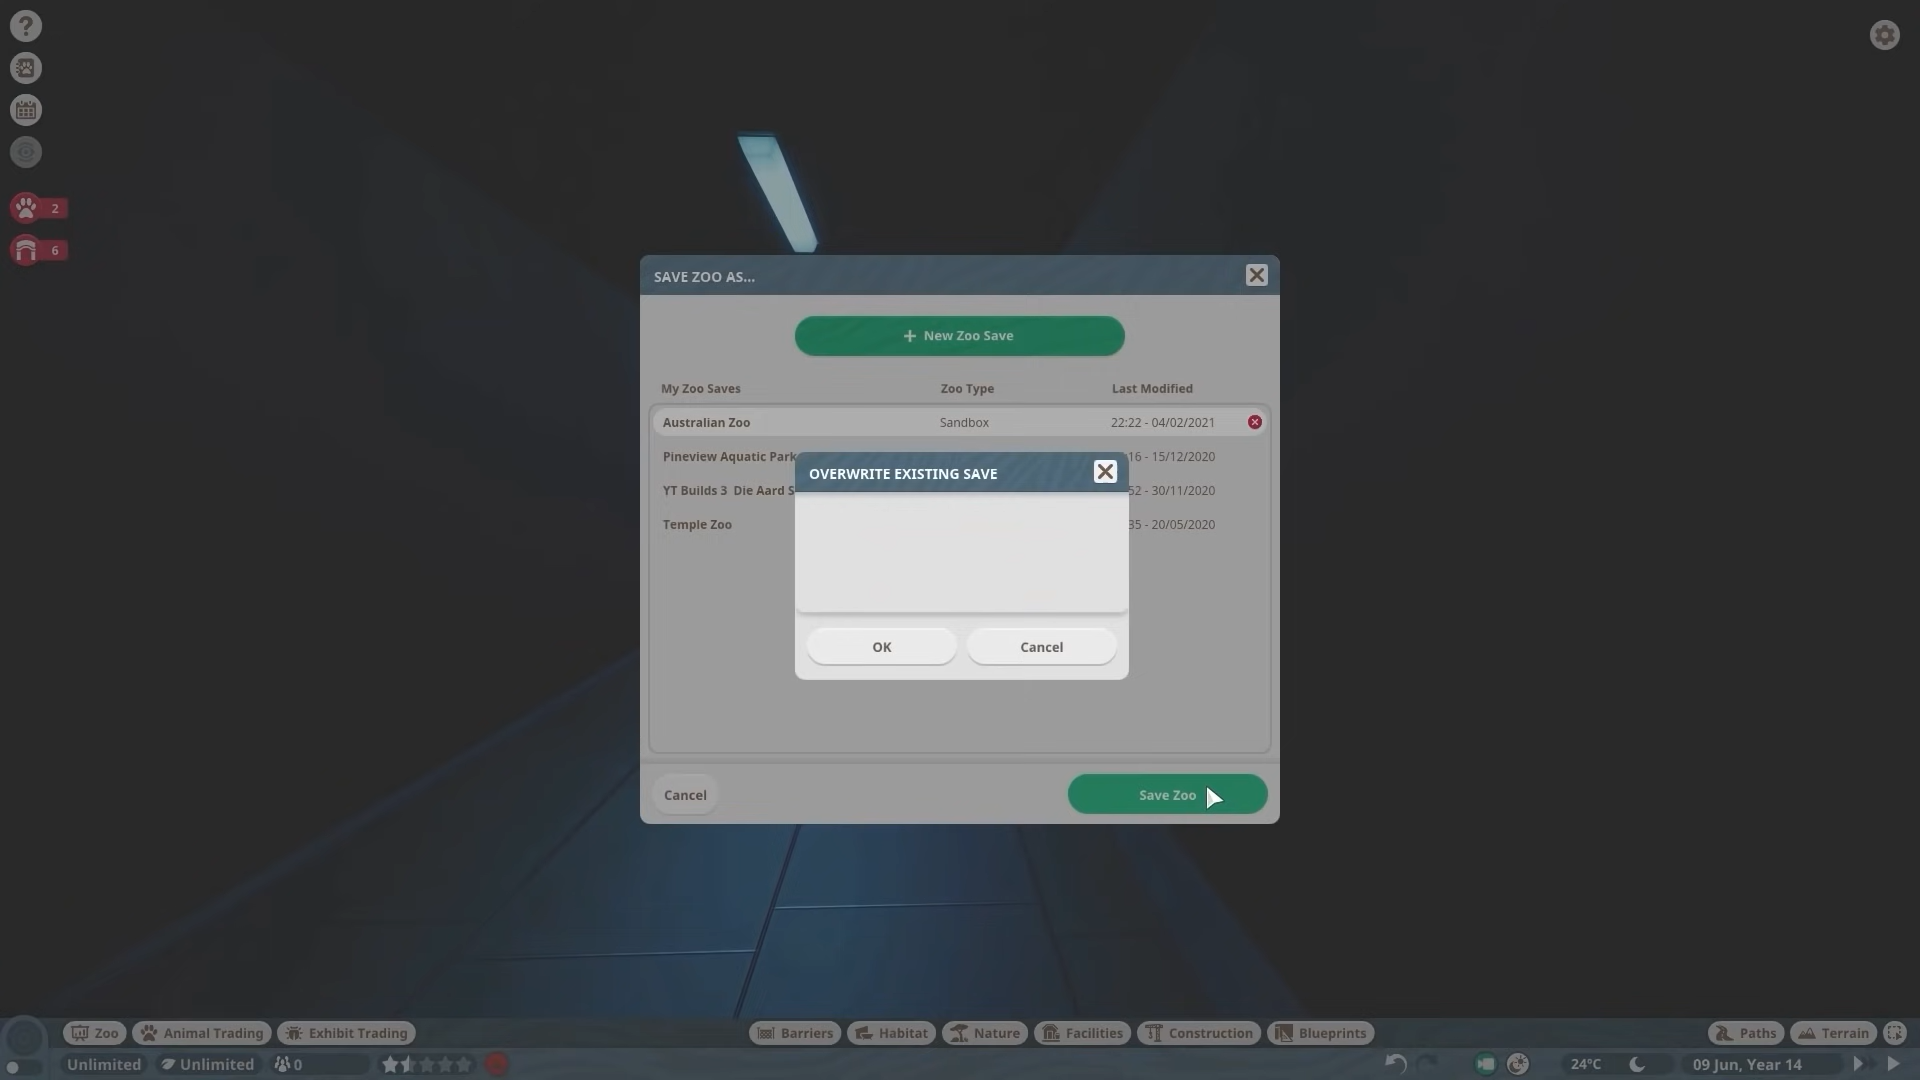 2
6
SAVE ZOO AS...
+ New Zoo Save
My Zoo Saves Zoo Type Last Modified
Australian Zoo Sandbox 22:22 - 04/02/2021
Pineview Aquatic Park 16 - 15/12/2020
OVERWRITE EXISTING SAVE
YT Builds 3 Die Aard S 52 - 30/11/2020
Temple Zoo 35 - 20/05/2020
OK Cancel
Cancel Save Zoo
Zoo Animal Trading Exhibit Trading Barriers Habitat Nature Facilities Construction Blueprints Paths Terrain
Unlimited Unlimited 0 24°C 09 Jun, Year 14